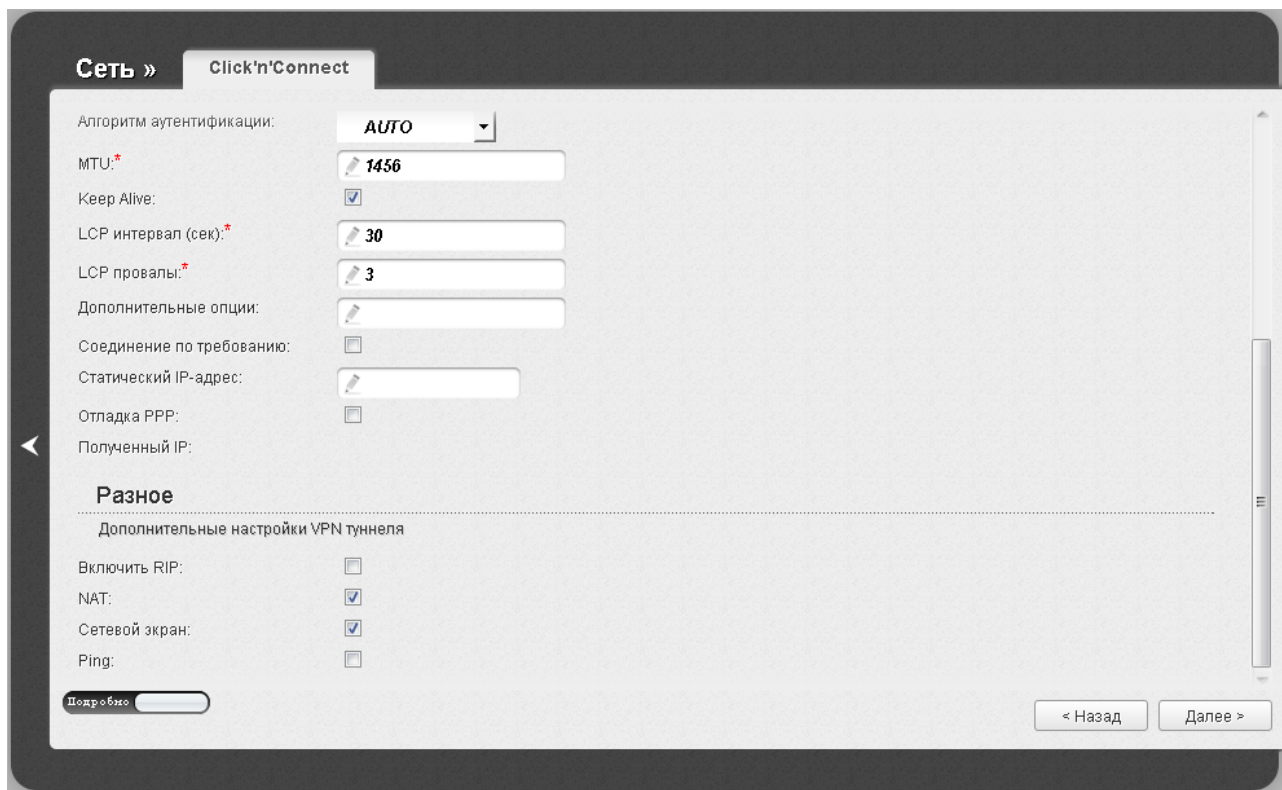 Сеть »
Click'n'Connect
Алгоритм аутентификации: AUTO
MTU:* 1456
Keep Alive:
LCP интервал (сек):* 30
LCP провалы:* 3
Дополнительные опции:
Соединение по требованию:
Статический IP-адрес:
Отладка PPP:
Полученный IP:
Разное
Дополнительные настройки VPN туннеля
Включить RIP:
NAT:
Сетевой экран:
Ping:
Подробно
< Назад Далее >